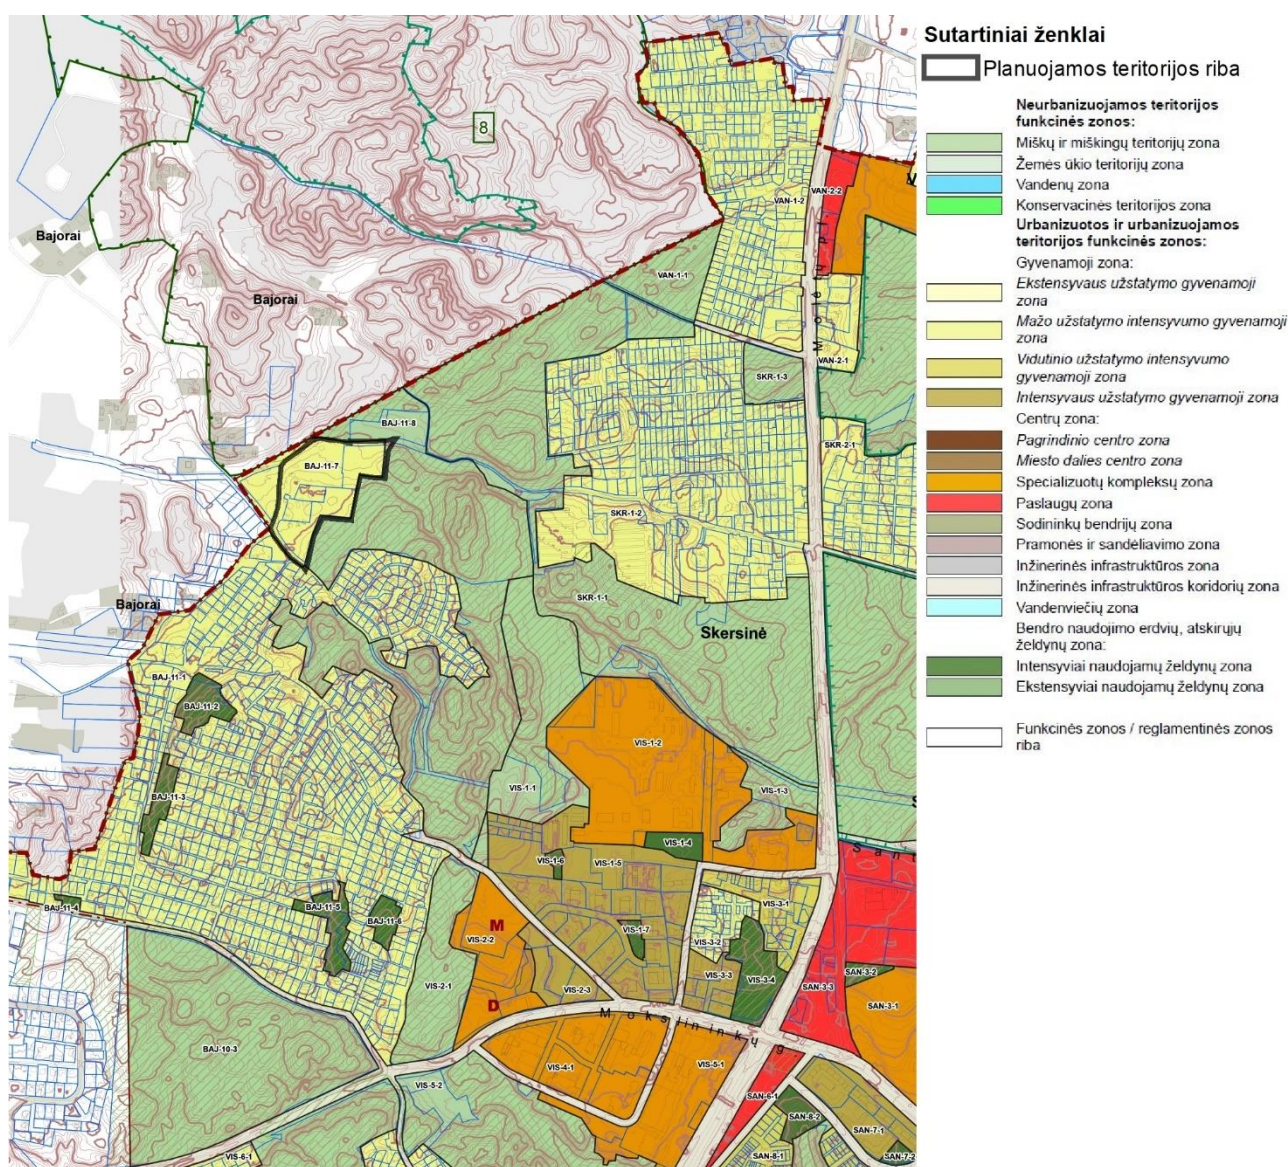 Sutartiniai ženklai
Planuojamos teritorijos riba
Neurbanizuojamos teritorijos
funkcinės zonos:
Miškų ir miškingų teritorijų zona
Žemės ūkio teritorijų zona
Vandenų zona
Konservacinės teritorijos zona
Urbanizuotos ir urbanizuojamos
teritorijos funkcinės zonos:
Gyvenamoji zona:
Ekstensyvaus užstatymo gyvenamoji
zona
Mažo užstatymo intensyvumo gyvenamoji
zona
Vidutinio užstatymo intensyvumo
gyvenamoji zona
Intensyvaus užstatymo gyvenamoji zona
Centrų zona:
Pagrindinio centro zona
Miesto dalies centro zona
Specializuotų kompleksų zona
Paslaugų zona
Sodininkų bendrijų zona
Pramonės ir sandėliavimo zona
Inžinerinės infrastruktūros zona
Inžinerinės infrastruktūros koridorių zona
Vandenviečių zona
Bendro naudojimo erdvių, atskirųjų
želdynų zona:
Intensyviai naudojamų želdynų zona
Ekstensyviai naudojamų želdynų zona
Funkcinės zonos / reglamentinės zonos
riba
8
VAN-2-2
VAN-1-2
Bajorai
VAN-1-1
Bajorai
Molėtų pl.
VAN-2-1
SKR-1-3
BAJ-11-8
SKR-2-1
BAJ-11-7
SKR-1-2
SKR-1-1
Bajorai
Skersinė
BAJ-11-1
BAJ-11-2
VIS-1-2
BAJ-11-3
VIS-1-1
VIS-1-3
VIS-1-4
Sant
VIS-1-6
VIS-1-5
BAJ-11-4
BAJ-11-5
BAJ-11-6
VIS-3-1
M
VIS-2-2
VIS-1-7
VIS-3-2
VIS-3-3
VIS-3-4
SAN-3-2
SAN-3-3
VIS-2-1
VIS-2-3
D
SAN-3-1
Mokslininkų g.
BAJ-10-3
VIS-4-1
VIS-5-1
VIS-5-2
SAN-6-1
SAN-8-2
SAN-7-1
VIS-6-1
SAN-8-1
SAN-7-2